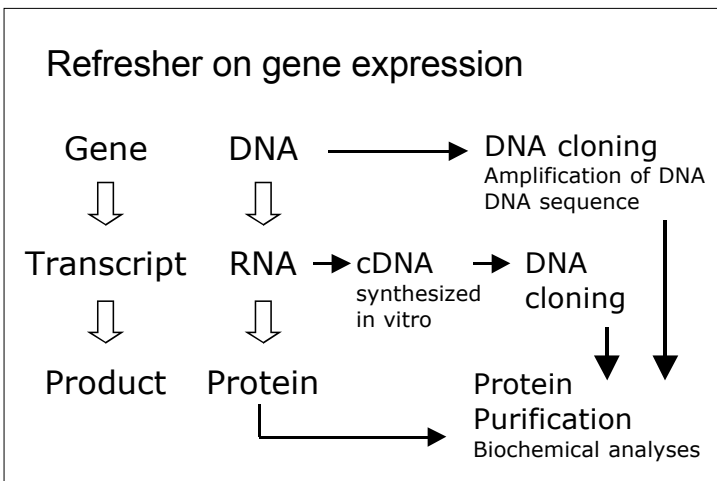 Refresher on gene expression
Gene
DNA
DNA cloning
Amplification of DNA
DNA sequence
Transcript
RNA
cDNA
synthesized
in vitro
DNA
cloning
Product
Protein
Protein
Purification
Biochemical analyses